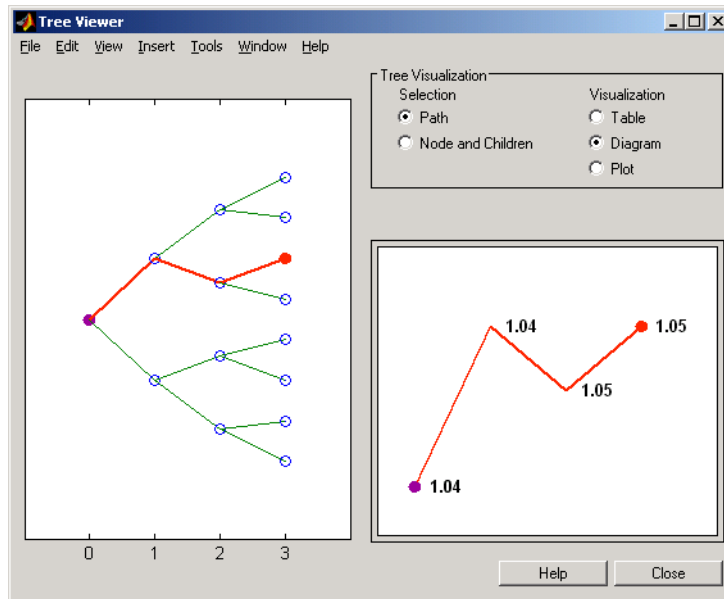 Tree Viewer
File Edit View Insert Tools Window Help
Tree Visualization
Selection
Path
Node and Children
Visualization
Table
Diagram
Plot
0 1 2 3
1.04
1.05
1.05
1.04
Help
Close